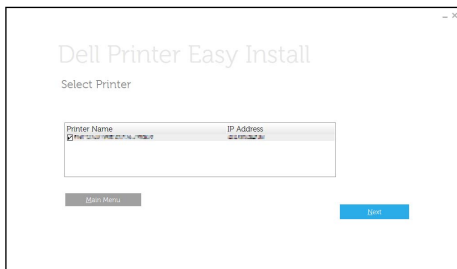 Dell Printer Easy Install
Select Printer
Printer Name IP Address
Main Menu
Next